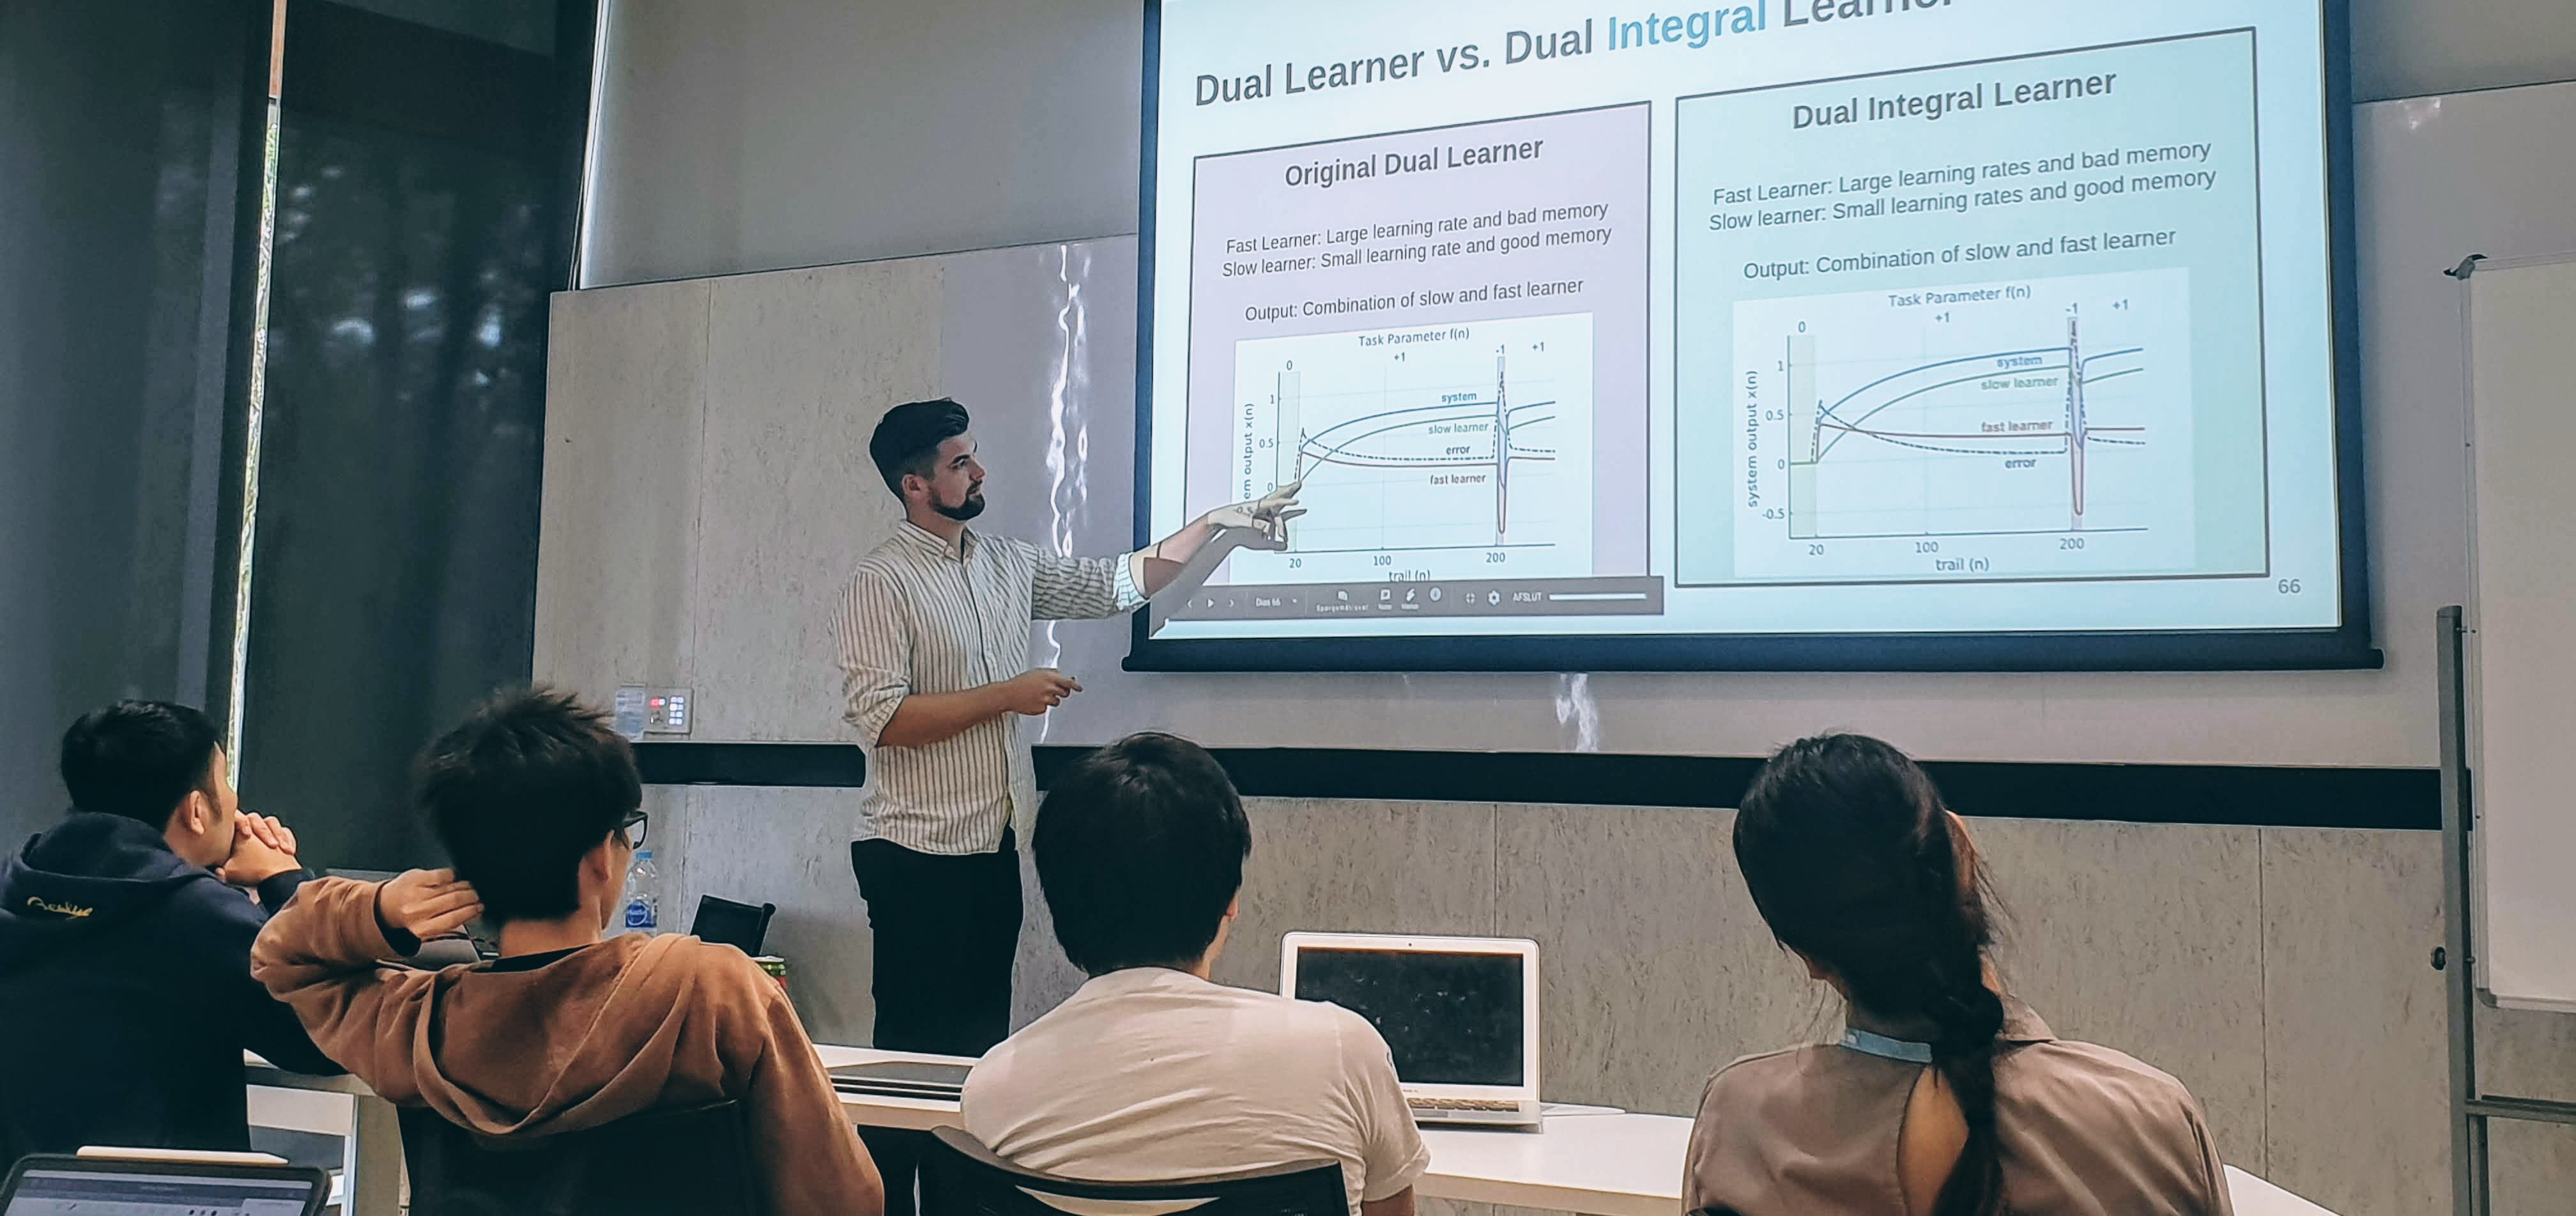 Dual Learner vs. Dual Integral Learner
Original Dual Learner
Fast Learner: Large learning rate and bad memory
Slow learner: Small learning rate and good memory
Output: Combination of slow and fast learner
Task Parameter f(n)
0
+1
-1
+1
1
0.5
0
system
slow learner
error
fast learner
em output x(n)
20
100
200
trail (n)
Dias 66
AFSLUT
Dual Integral Learner
Fast Learner: Large learning rates and bad memory
Slow learner: Small learning rates and good memory
Output: Combination of slow and fast learner
Task Parameter f(n)
0
+1
-1
+1
1
0.5
0
-0.5
system output x(n)
system
slow learner
fast learner
error
20
100
200
trail (n)
66